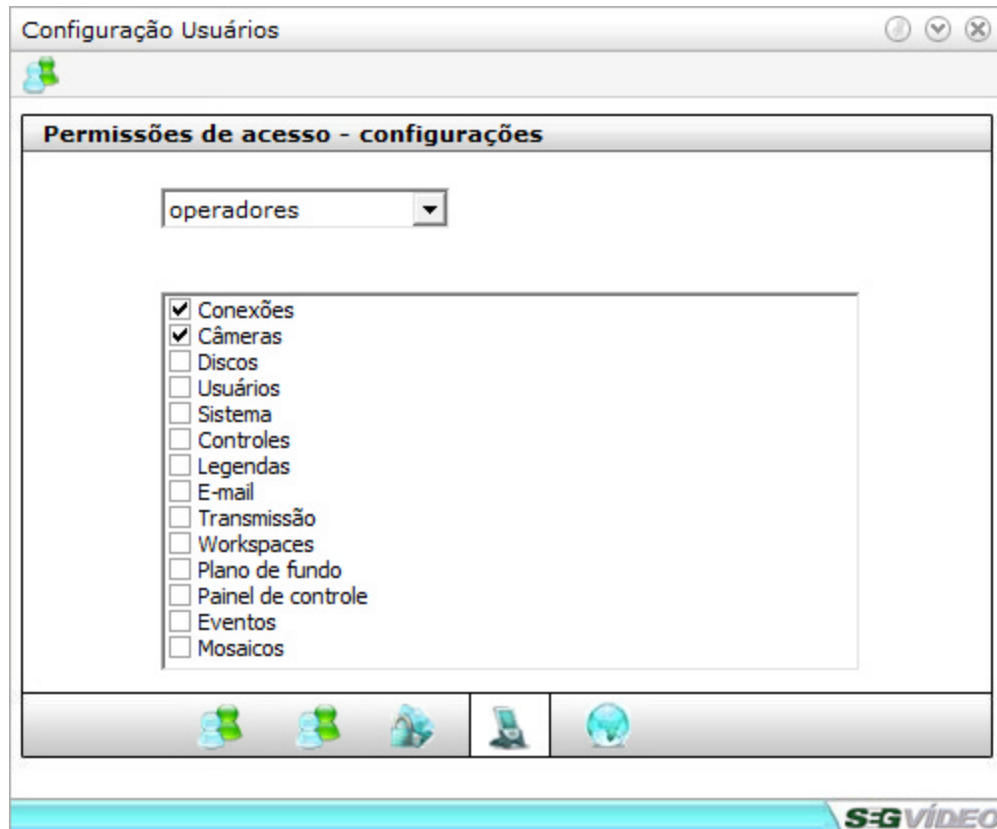 Configuração Usuários
Permissões de acesso - configurações
operadores
Conexões
Câmeras
Discos
Usuários
Sistema
Controles
Legendas
E-mail
Transmissão
Workspaces
Plano de fundo
Painel de controle
Eventos
Mosaicos
SEGVÍDEO